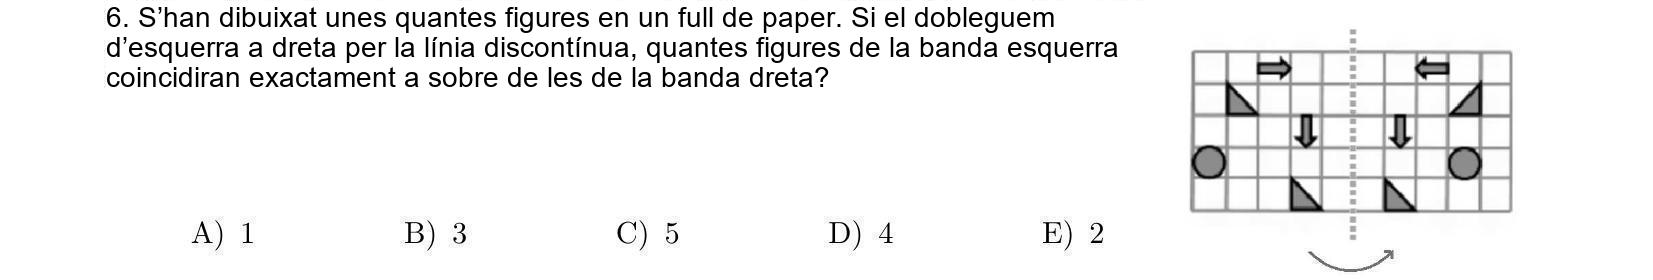 6. S’han dibuixat unes quantes figures en un full de paper. Si el dobleguem
d’esquerra a dreta per la línia discontínua, quantes figures de la banda esquerra
coincidiran exactament a sobre de les de la banda dreta?
A) 1 B) 3 C) 5 D) 4 E) 2